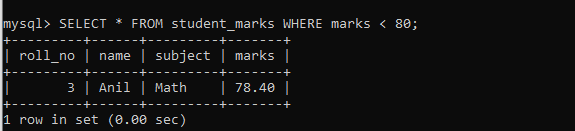 mysql> SELECT * FROM student_marks WHERE marks < 80;
+---------+------+---------+-------+
| roll_no | name | subject | marks |
+---------+------+---------+-------+
|       3 | Anil | Math    | 78.40 |
+---------+------+---------+-------+
1 row in set (0.00 sec)